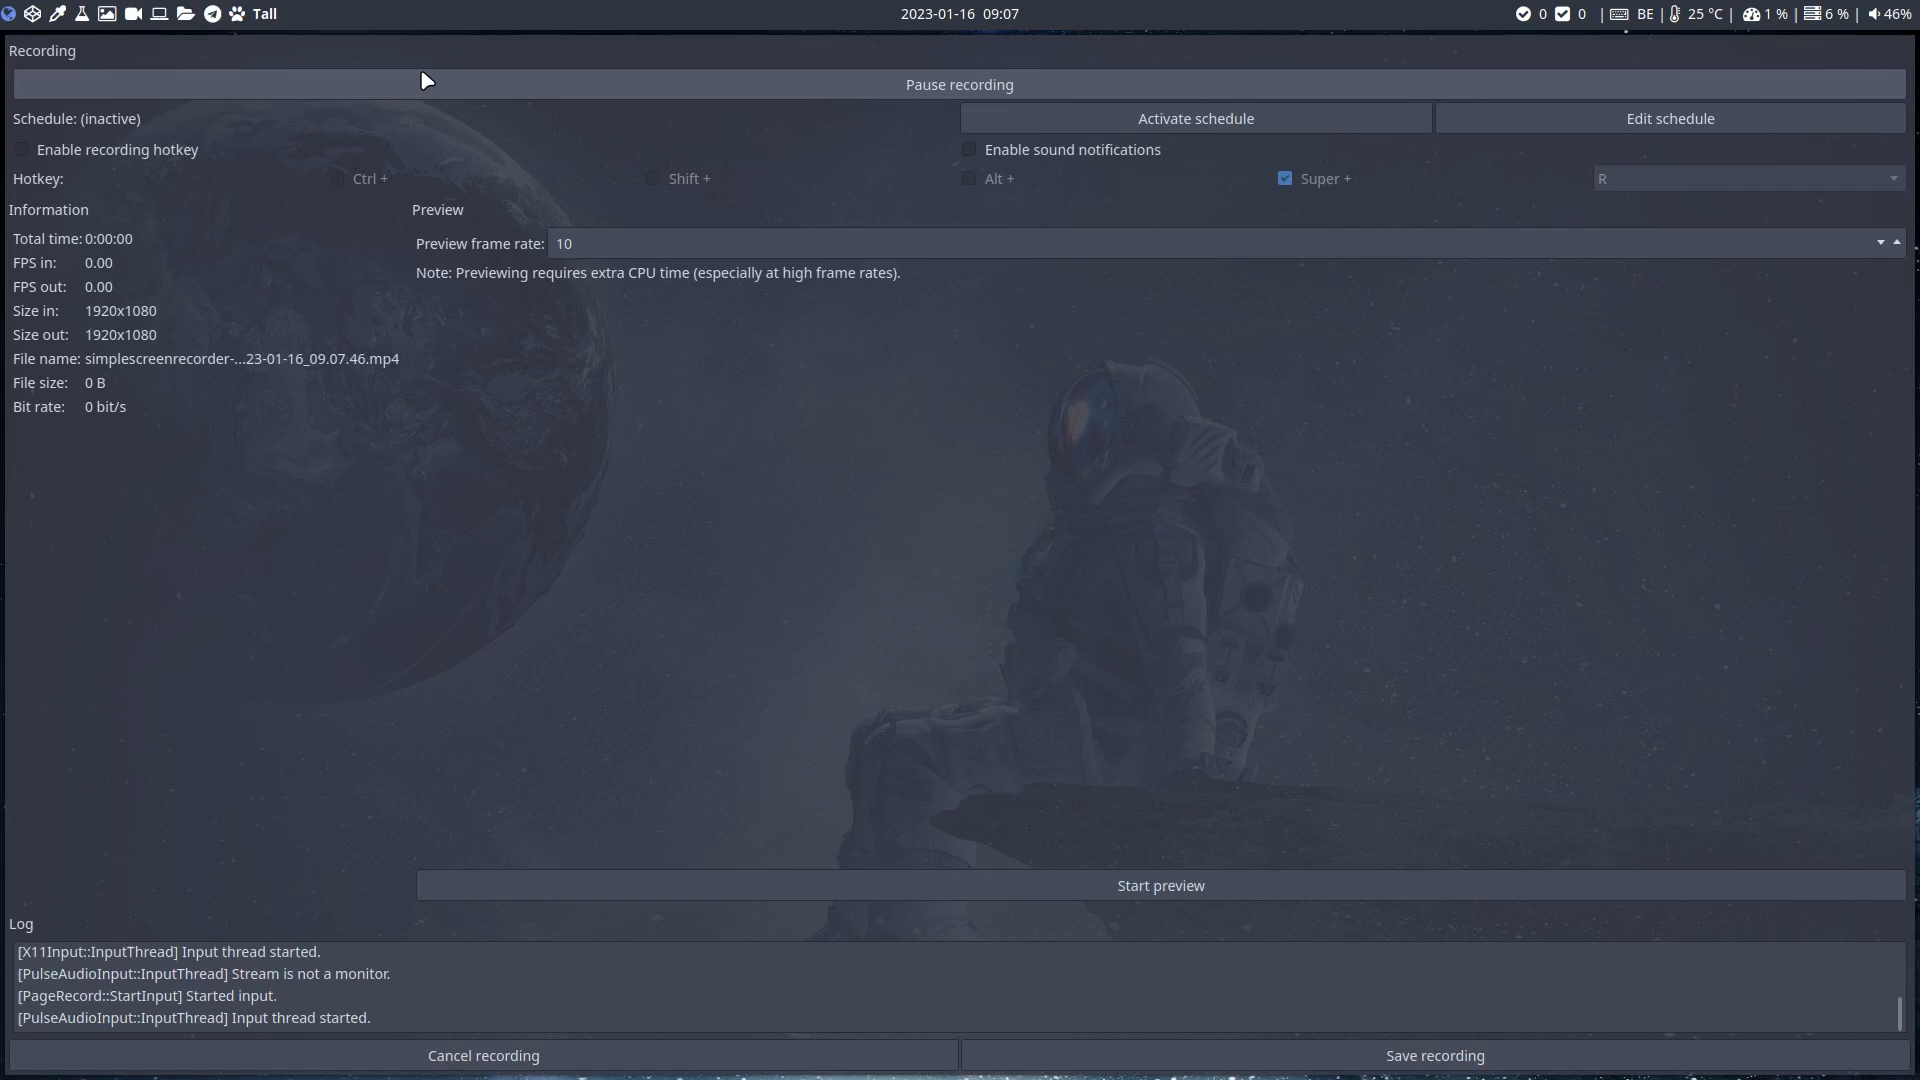 Tall 2023-01-16 09:07 0 0 | BE | 25 °C | 1 % | 6 % | 46%
Recording
Pause recording
Schedule: (inactive) Activate schedule Edit schedule
Enable recording hotkey Enable sound notifications
Hotkey: Ctrl + Shift + Alt + Super + R
Information Preview
Total time: 0:00:00 Preview frame rate: 10
FPS in: 0.00 Note: Previewing requires extra CPU time (especially at high frame rates).
FPS out: 0.00
Size in: 1920x1080
Size out: 1920x1080
File name: simplescreenrecorder-...23-01-16_09.07.46.mp4
File size: 0 B
Bit rate: 0 bit/s
Start preview
Log
[X11Input::InputThread] Input thread started.
[PulseAudioInput::InputThread] Stream is not a monitor.
[PageRecord::StartInput] Started input.
[PulseAudioInput::InputThread] Input thread started.
Cancel recording Save recording